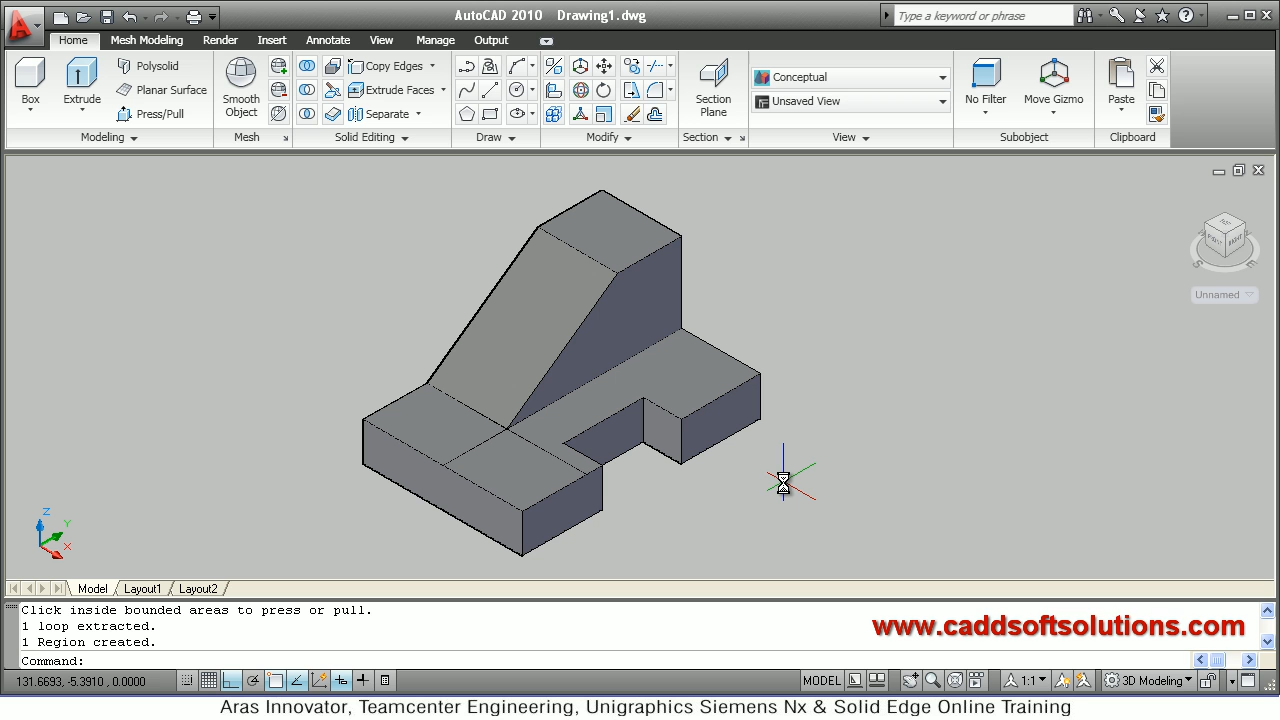 AutoCAD 2010 Drawing1.dwg
Type a keyword or phrase
Home Mesh Modeling Render Insert Annotate View Manage Output
Box
Extrude
Polysolid
Planar Surface
Press/Pull
Modeling
Smooth
Object
Mesh
Copy Edges
Extrude Faces
Separate
Solid Editing
Draw
Modify
Section
Plane
Section
Conceptual
Unsaved View
View
No Filter
Move Gizmo
Subobject
Paste
Clipboard
Unnamed
Z
Y
X
Model Layout1 Layout2
Click inside bounded areas to press or pull.
1 loop extracted.
1 Region created.
Command:
www.caddsoftsolutions.com
131.6693, -5.3910, 0.0000
MODEL
1:1
3D Modeling
Aras Innovator, Teamcenter Engineering, Unigraphics Siemens Nx & Solid Edge Online Training